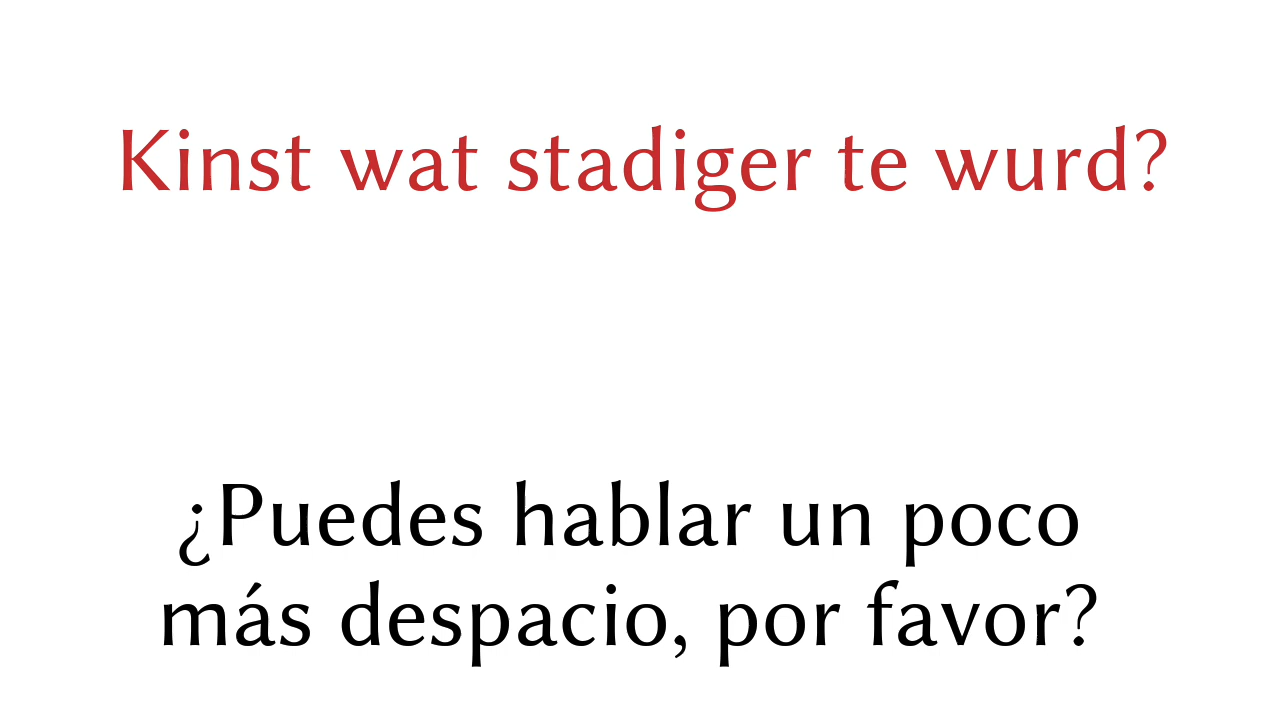 Kinst wat stadiger te wurd?
¿Puedes hablar un poco
más despacio, por favor?